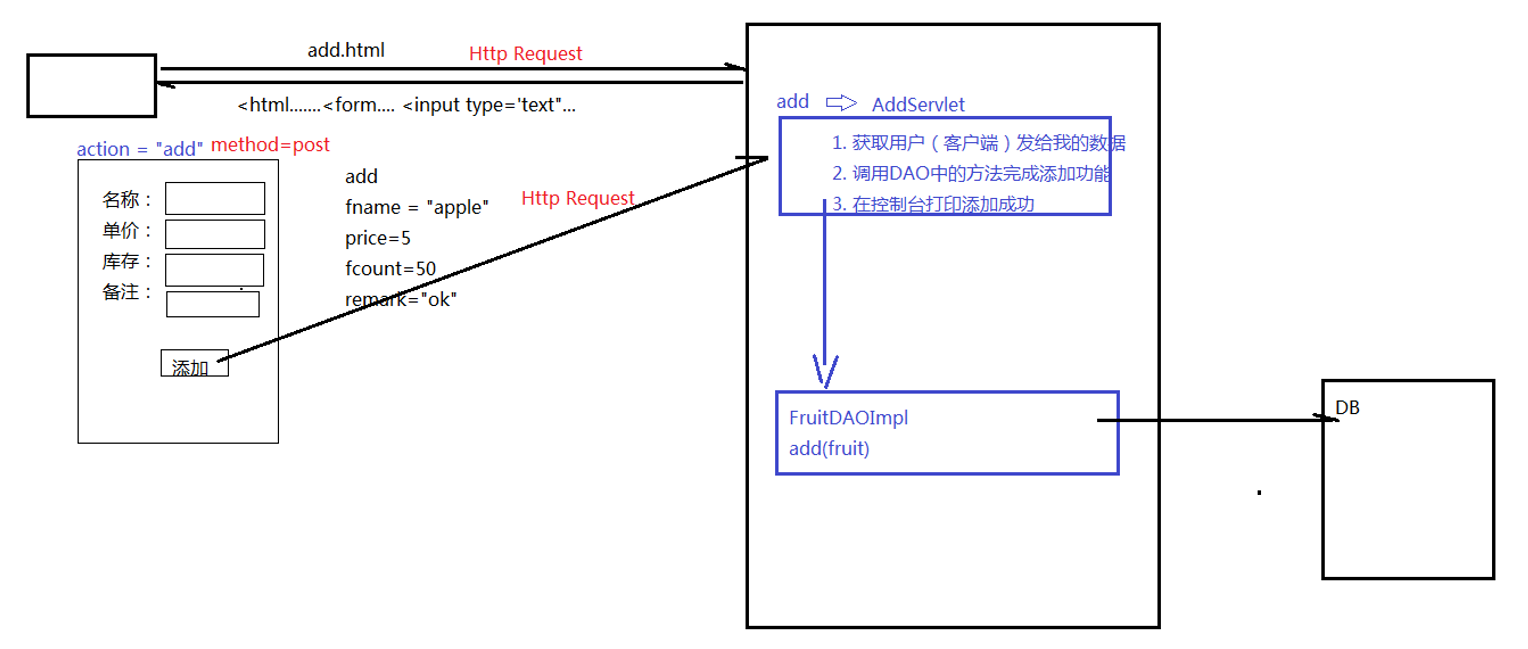 add.html
Http Request
<html.......<form.... <input type='text"...
action = "add" method=post
名称：
单价：
库存：
备注：
添加
add
fname = "apple"
price=5
fcount=50
remark="ok"
Http Request
add
AddServlet
1. 获取用户（客户端）发给我的数据
2. 调用DAO中的方法完成添加功能
3. 在控制台打印添加成功
FruitDAOImpl
add(fruit)
DB